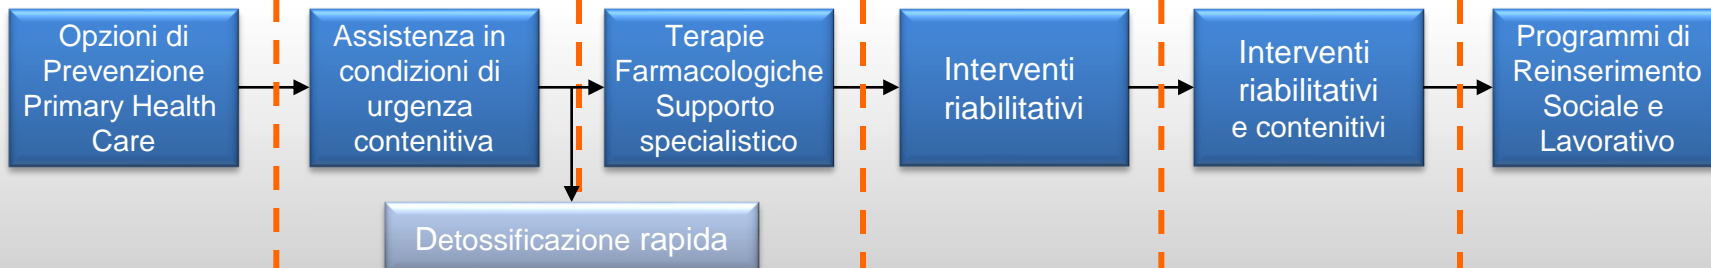 Opzioni di
Prevenzione
Primary Health
Care
Assistenza in
condizioni di
urgenza
contenitiva
Terapie
Farmacologiche
Supporto
specialistico
Interventi
riabilitativi
Interventi
riabilitativi
e contenitivi
Programmi di
Reinserimento
Sociale e
Lavorativo
Detossificazione rapida